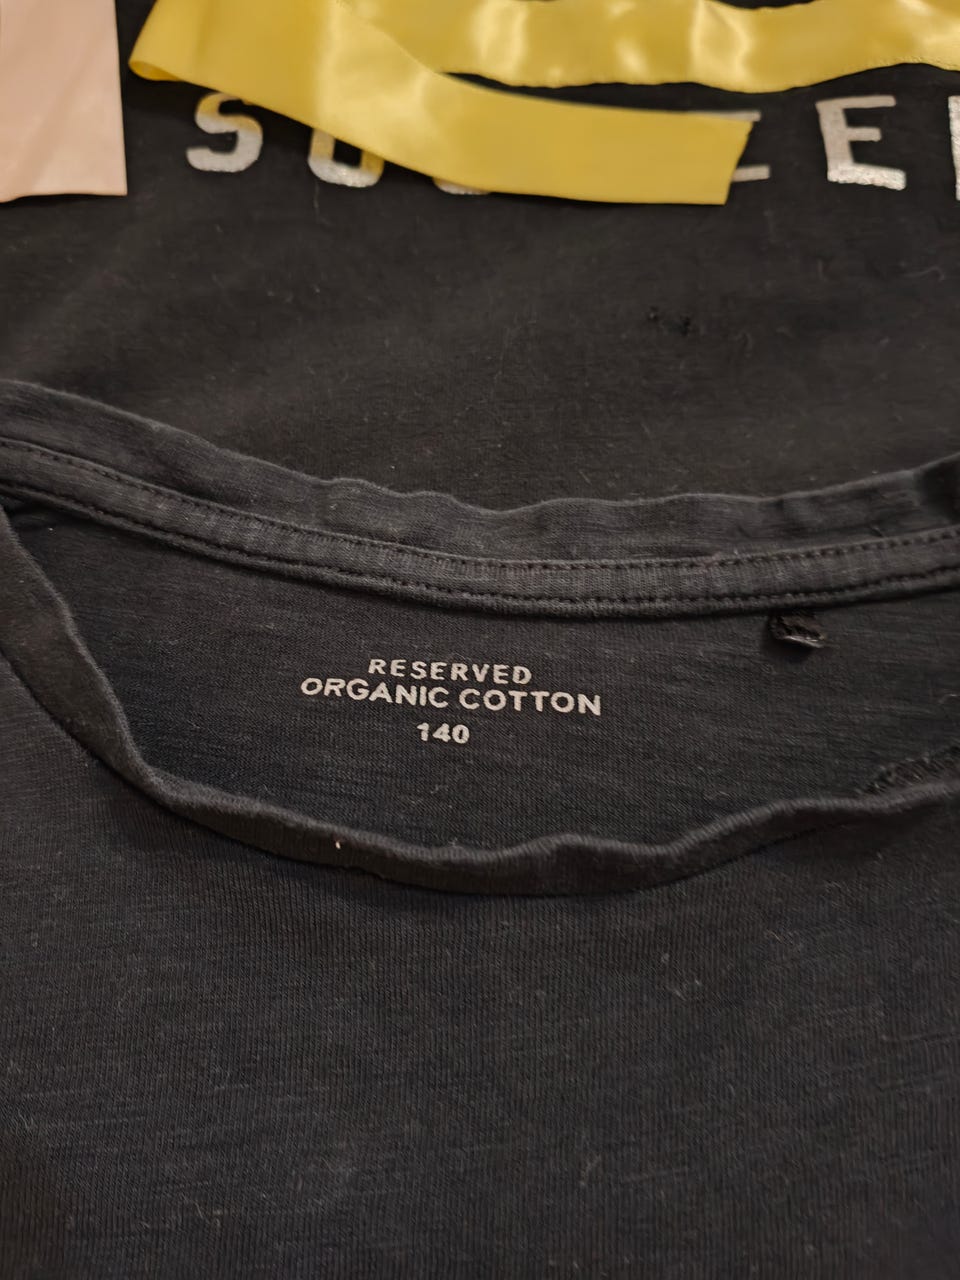 RESERVED
ORGANIC COTTON
140